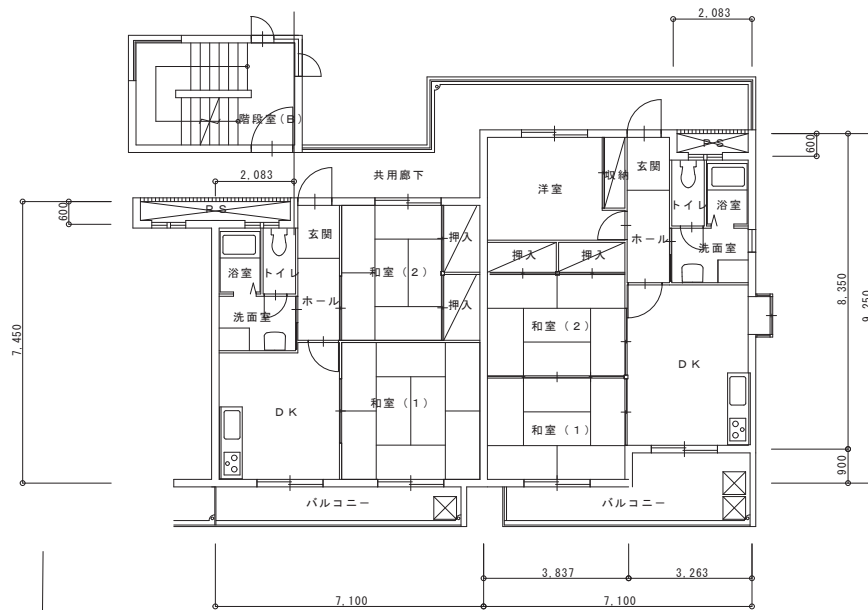 2,083
階段室(B)
PS
600
玄関
共用廊下
2,083
洋室
収納
トイレ
浴室
600
PS
玄関
押入
ホール
洗面室
和室(2)
押入
押入
浴室
トイレ
ホール
押入
洗面室
和室(2)
8,350
9,250
7,450
DK
和室(1)
DK
和室(1)
900
バルコニー
バルコニー
3,837
3,263
7,100
7,100